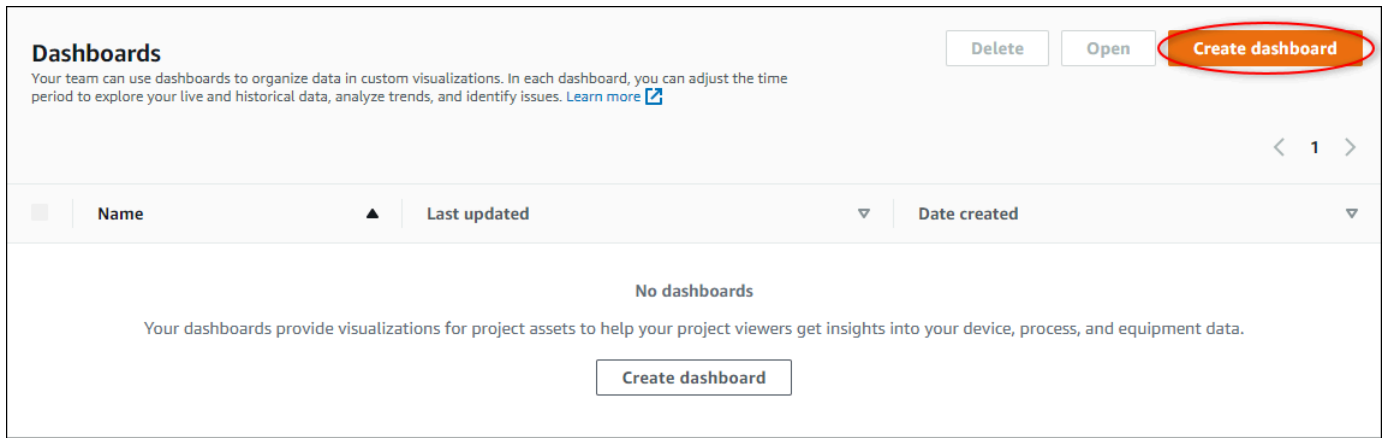 Dashboards
Delete
Open
Create dashboard
Your team can use dashboards to organize data in custom visualizations. In each dashboard, you can adjust the time
period to explore your live and historical data, analyze trends, and identify issues. Learn more
1
Name
Last updated
Date created
No dashboards
Your dashboards provide visualizations for project assets to help your project viewers get insights into your device, process, and equipment data.
Create dashboard